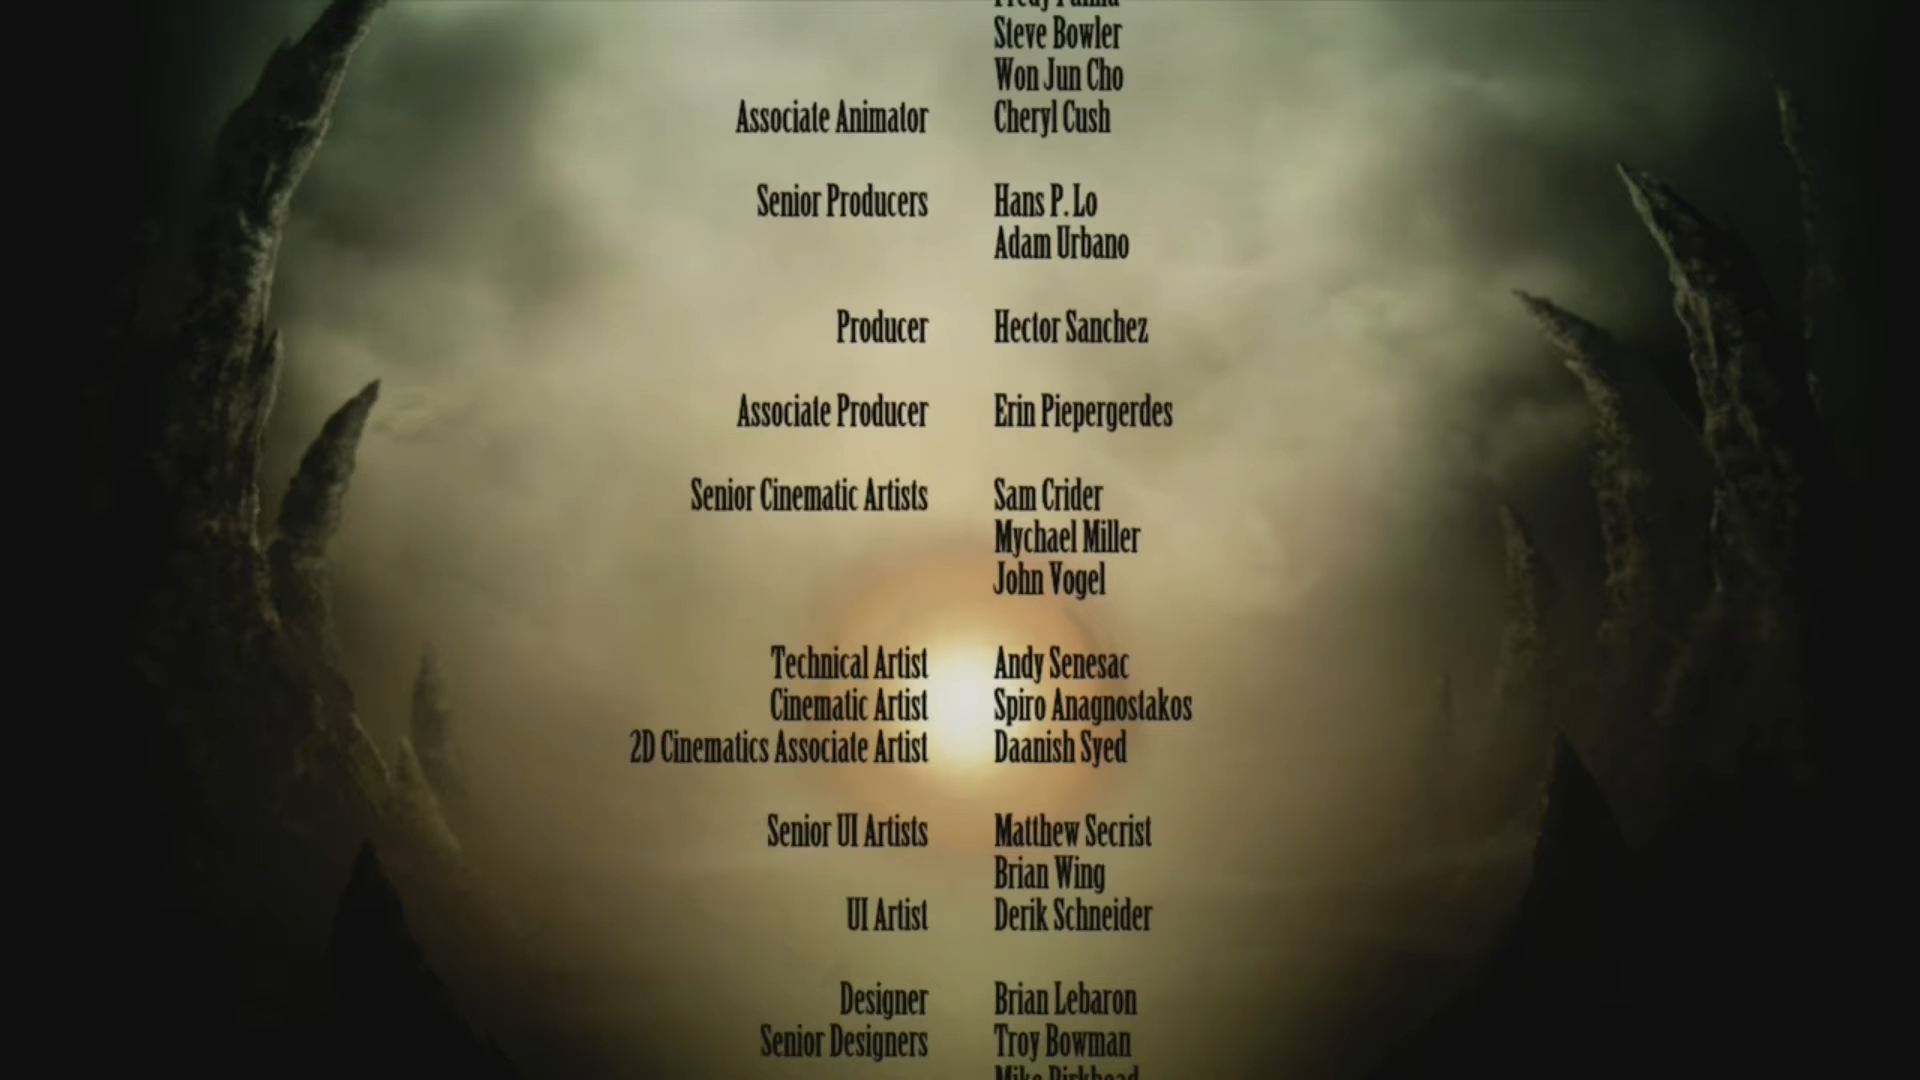 Steve Bowler
Won Jun Cho
Associate Animator Cheryl Cush
Senior Producers Hans P. Lo
Adam Urbano
Producer Hector Sanchez
Associate Producer Erin Piepergerdes
Senior Cinematic Artists Sam Crider
Mychael Miller
John Vogel
Technical Artist Andy Senesac
Cinematic Artist Spiro Anagnostakos
2D Cinematics Associate Artist Daanish Syed
Senior UI Artists Matthew Secrist
Brian Wing
UI Artist Derik Schneider
Designer Brian Lebaron
Senior Designers Troy Bowman